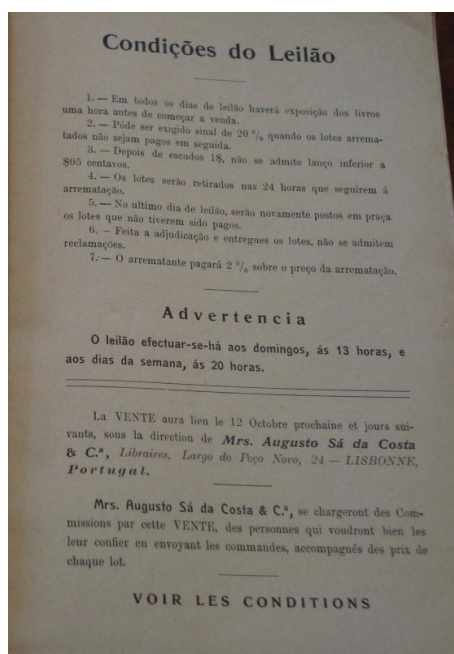 Condições do Leilão
1. — Em todos os dias de leilão haverá exposição dos livros
uma hora antes de começar a venda.
2. — Póde ser exigido sinal de 20 % quando os lotes arrema-
tados não sejam pagos em seguida.
3. — Depois de escudos 1$, não se admite lanço inferior a
$05 centavos.
4. — Os lotes serão retirados nas 24 horas que seguirem á
arrematação.
5. — No ultimo dia de leilão, serão novamente postos em praça
os lotes que não tiverem sido pagos.
6. – Feita a adjudicação e entregues os lotes, não se admitem
reclamações.
7. — O arrematante pagará 2 % sobre o preço da arrematação.
Advertencia
O leilão efectuar-se-há aos domingos, ás 13 horas, e
aos dias da semana, ás 20 horas.
La VENTE aura lieu le 12 Octobre prochaine et jours sui-
vants, sous la direction de Mrs. Augusto Sá da Costa
& C.ª, Libraires, Largo do Poço Novo, 24 — LISBONNE,
Portugal.
Mrs. Augusto Sá da Costa & C.ª, se chargeront des Com-
missions par cette VENTE, des personnes qui voudront bien les
leur confier en envoyant les commandes, accompagnés des prix de
chaque lot.
VOIR LES CONDITIONS